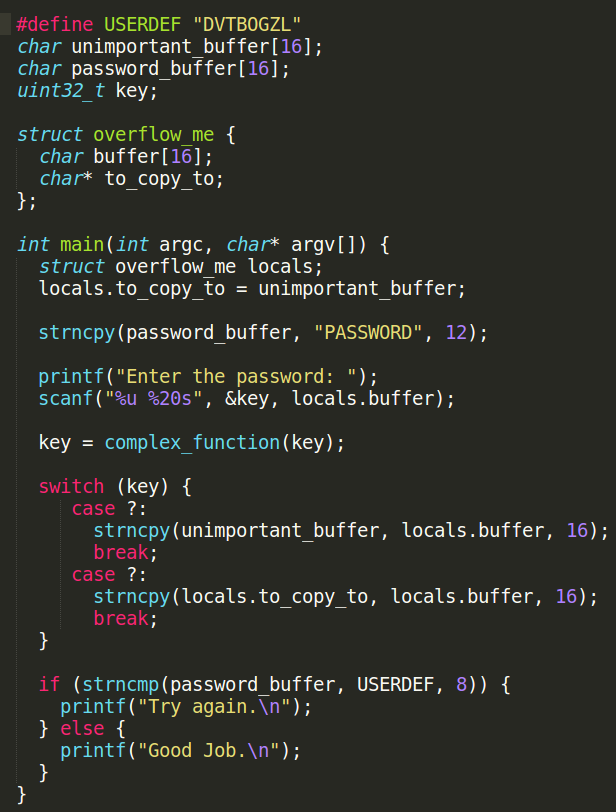 #define USERDEF "DVTBOGZL"
char unimportant_buffer[16];
char password_buffer[16];
uint32_t key;

struct overflow_me {
  char buffer[16];
  char* to_copy_to;
};

int main(int argc, char* argv[]) {
  struct overflow_me locals;
  locals.to_copy_to = unimportant_buffer;

  strncpy(password_buffer, "PASSWORD", 12);

  printf("Enter the password: ");
  scanf("%u %20s", &key, locals.buffer);

  key = complex_function(key);

  switch (key) {
     case ?:
       strncpy(unimportant_buffer, locals.buffer, 16);
       break;
     case ?:
       strncpy(locals.to_copy_to, locals.buffer, 16);
       break;
  }

  if (strncmp(password_buffer, USERDEF, 8)) {
    printf("Try again.\n");
  } else {
    printf("Good Job.\n");
  }
}